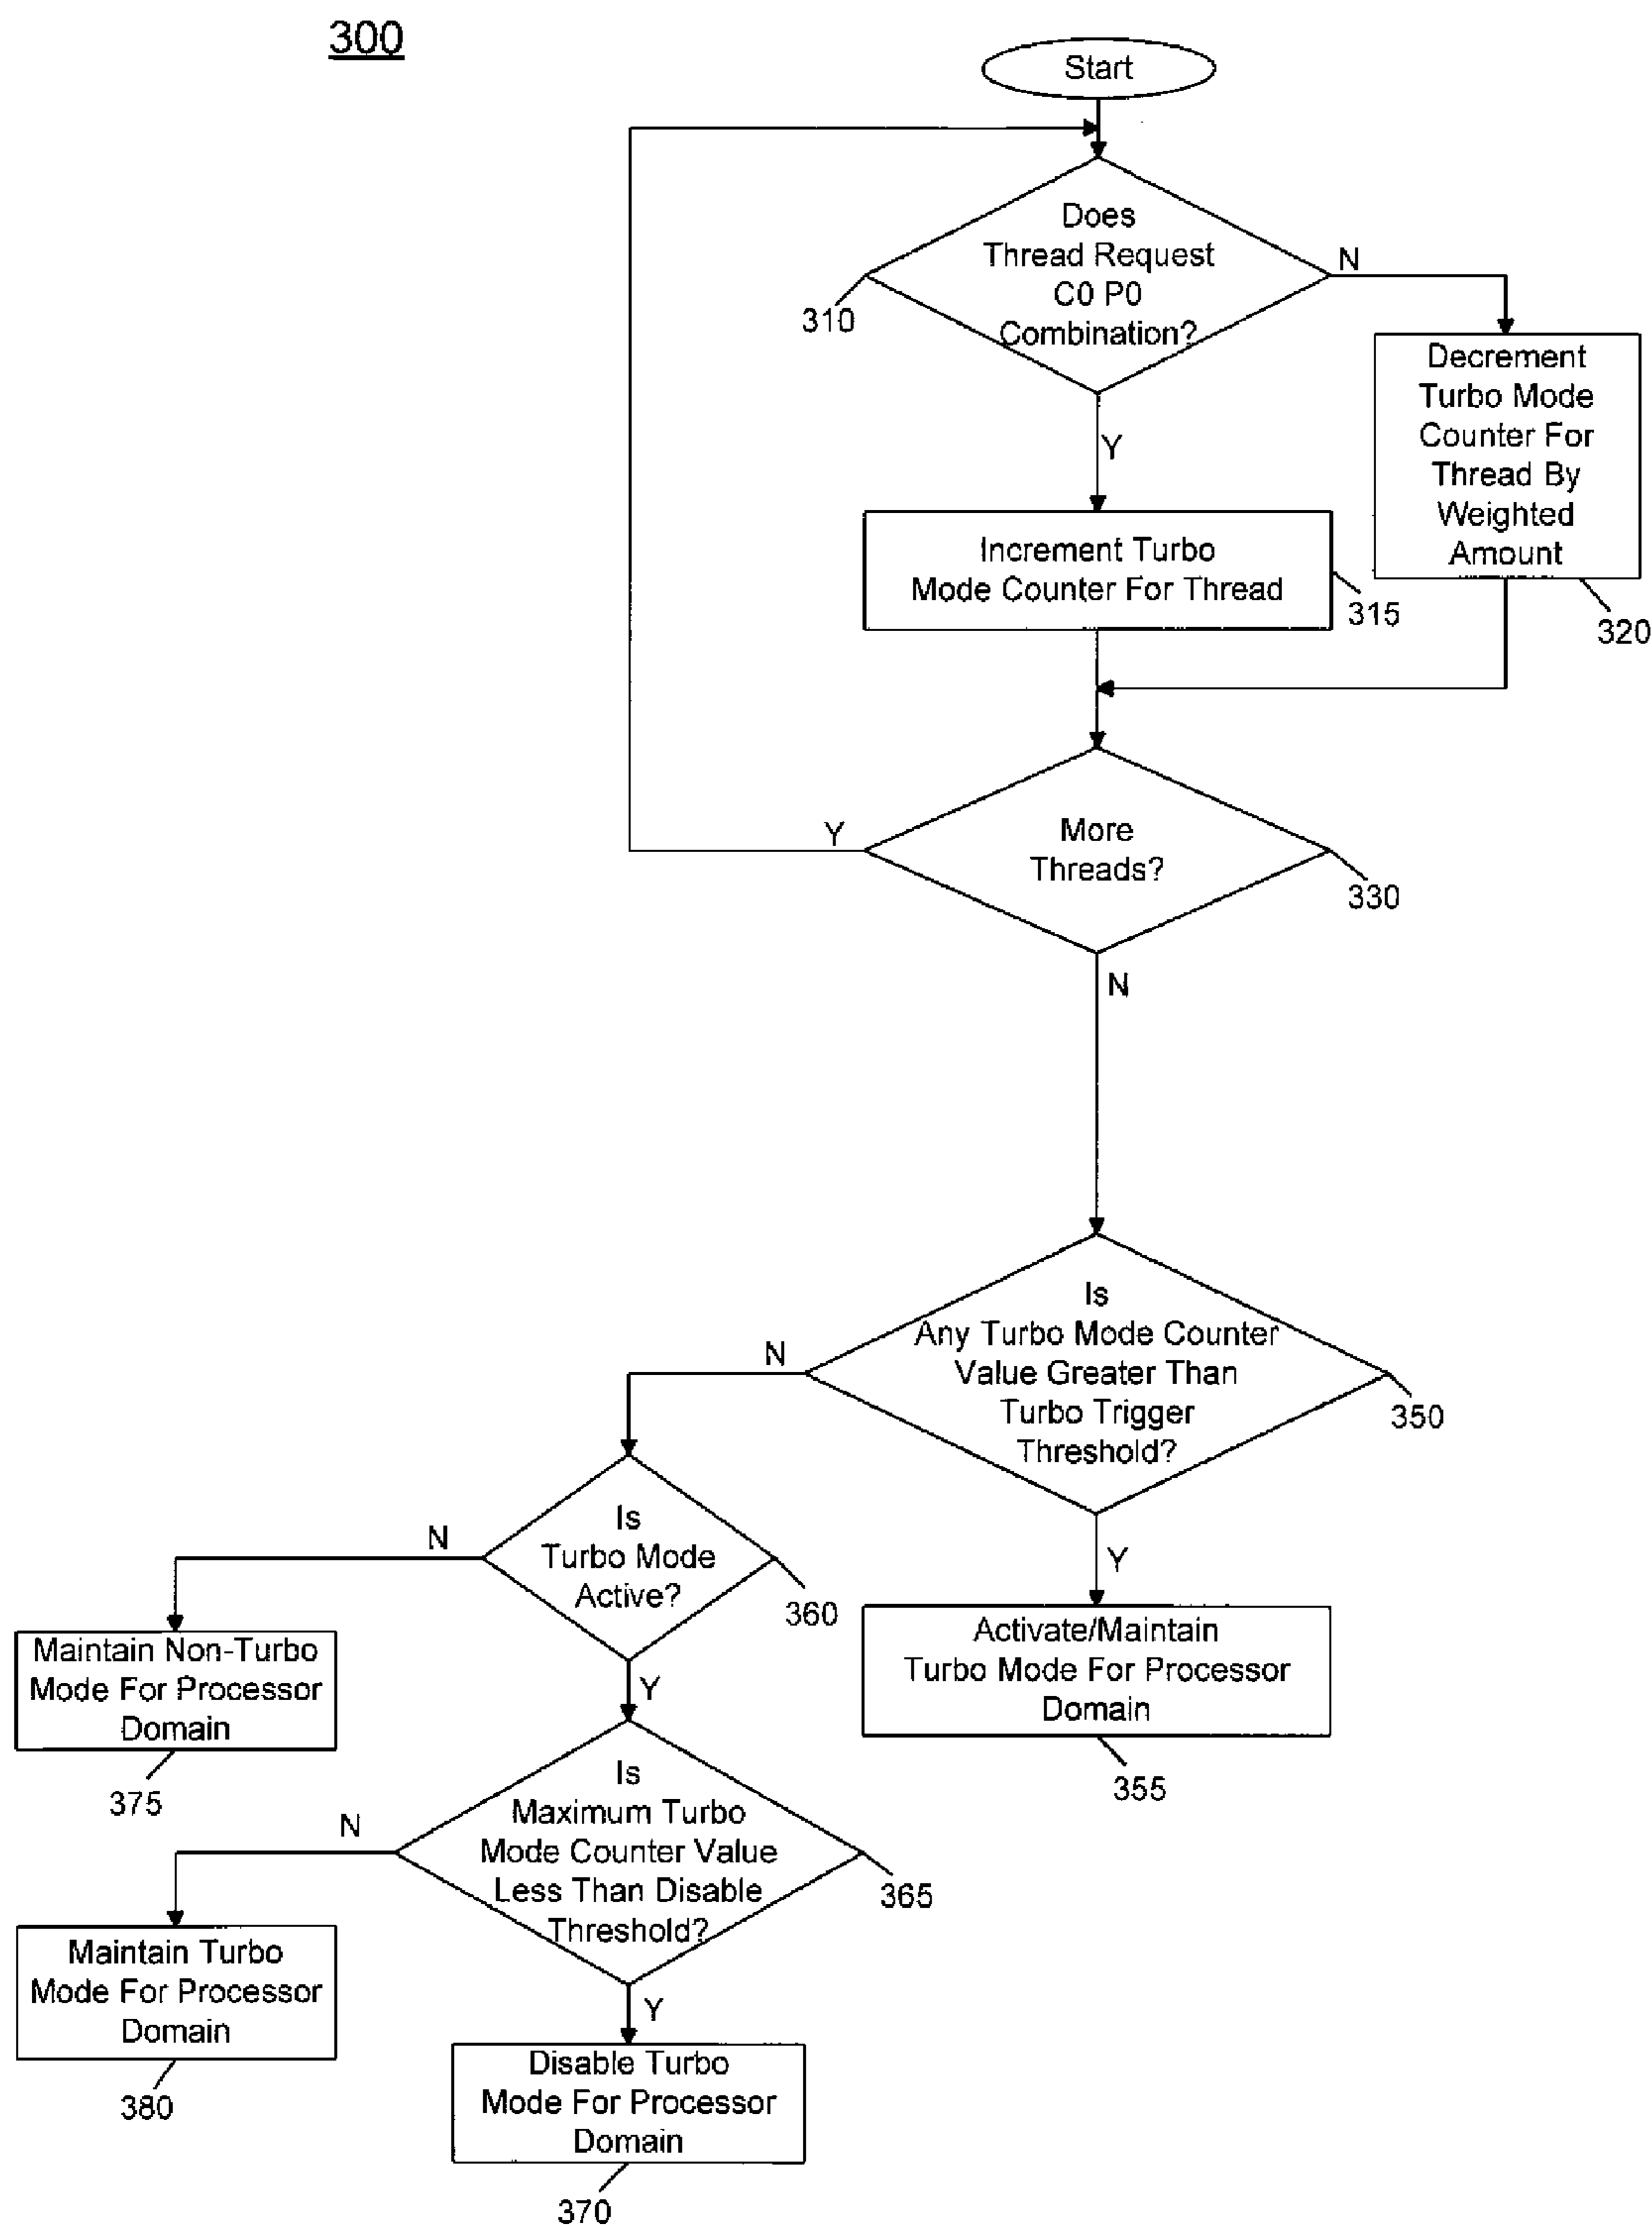 300
Start
Does
Thread Request
C0 P0
Combination?
310
N
Y
Decrement
Turbo Mode
Counter For
Thread By
Weighted
Amount
320
Increment Turbo
Mode Counter For Thread
315
More
Threads?
Y
330
N
Is
Any Turbo Mode Counter
Value Greater Than
Turbo Trigger
Threshold?
N
350
Y
Is
Turbo Mode
Active?
N
360
Y
Activate/Maintain
Turbo Mode For Processor
Domain
355
Maintain Non-Turbo
Mode For Processor
Domain
375
Is
Maximum Turbo
Mode Counter Value
Less Than Disable
Threshold?
N
365
Y
Maintain Turbo
Mode For Processor
Domain
380
Disable Turbo
Mode For Processor
Domain
370